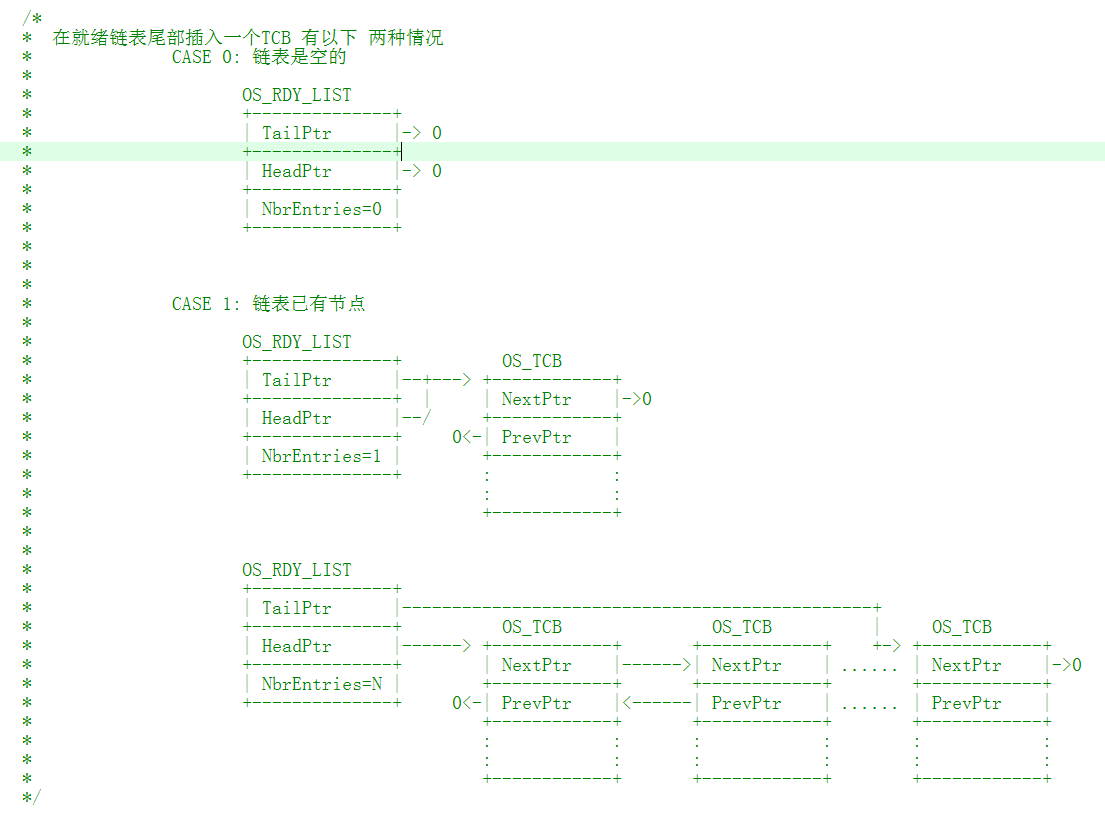 /*
*  在就绪链表尾部插入一个TCB 有以下 两种情况
*              CASE 0: 链表是空的
*
*                     OS_RDY_LIST
*                     +--------------+
*                     | TailPtr      |-> 0
*                     +--------------+
*                     | HeadPtr      |-> 0
*                     +--------------+
*                     | NbrEntries=0 |
*                     +--------------+
*
*
*
*              CASE 1: 链表已有节点
*
*                     OS_RDY_LIST
*                     +--------------+          OS_TCB
*                     | TailPtr      |--+---> +------------+
*                     +--------------+  |     | NextPtr    |->0
*                     | HeadPtr      |--/     +------------+
*                     +--------------+     0<-| PrevPtr    |
*                     | NbrEntries=1 |        +------------+
*                     +--------------+        :            :
*                                             :            :
*                                             +------------+
*
*
*                     OS_RDY_LIST
*                     +--------------+
*                     | TailPtr      |-----------------------------------------------+
*                     +--------------+          OS_TCB               OS_TCB          |     OS_TCB
*                     | HeadPtr      |------> +------------+       +------------+    +-> +------------+
*                     +--------------+        | NextPtr    |------>| NextPtr    | ...... | NextPtr    |->0
*                     | NbrEntries=N |        +------------+       +------------+        +------------+
*                     +--------------+     0<-| PrevPtr    |<------| PrevPtr    | ...... | PrevPtr    |
*                                             +------------+       +------------+        +------------+
*                                             :            :       :            :        :            :
*                                             :            :       :            :        :            :
*                                             +------------+       +------------+        +------------+
*/